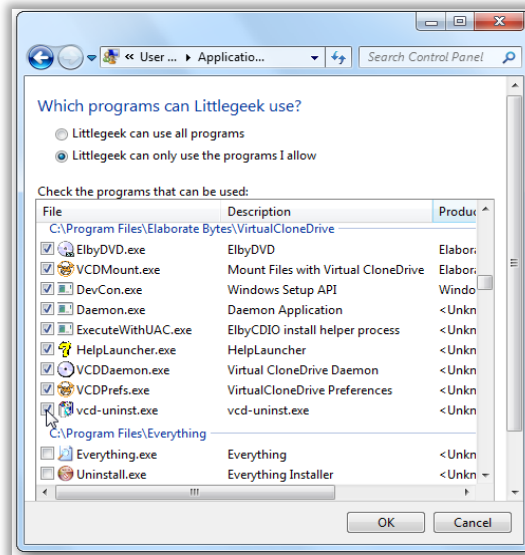 « User ... ▸ Applicatio...
Search Control Panel
Which programs can Littlegeek use?
Littlegeek can use all programs
Littlegeek can only use the programs I allow
Check the programs that can be used:
File Description Produc
C:\Program Files\Elaborate Bytes\VirtualCloneDrive
ElbyDVD.exe ElbyDVD Elabora
VCDMount.exe Mount Files with Virtual CloneDrive Elabora
DevCon.exe Windows Setup API Windo
Daemon.exe Daemon Application <Unkn
ExecuteWithUAC.exe ElbyCDIO install helper process <Unkn
HelpLauncher.exe HelpLauncher <Unkn
VCDDaemon.exe Virtual CloneDrive Daemon <Unkn
VCDPrefs.exe VirtualCloneDrive Preferences <Unkn
vcd-uninst.exe vcd-uninst.exe <Unkn
C:\Program Files\Everything
Everything.exe Everything <Unkn
Uninstall.exe Everything Installer <Unkn
OK Cancel